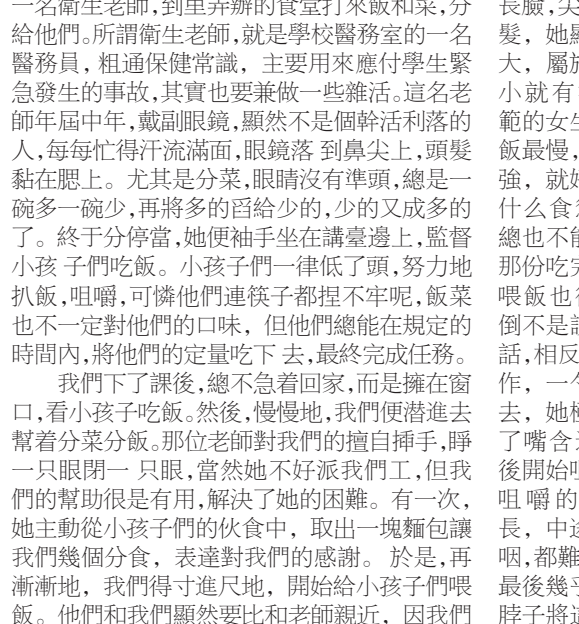 一名衛生老師,到里弄辦的食堂打來飯和菜,分
給他們。所謂衛生老師,就是學校醫務室的一名
醫務員,粗通保健常識,主要用來應付學生緊
急發生的事故,其實也要兼做一些雜活。這名老
師年屆中年,戴副眼鏡,顯然不是個幹活利落的
人,每每忙得汗流滿面,眼鏡落 到鼻尖上,頭髮
黏在腮上。尤其是分菜,眼睛沒有準頭,總是一
碗多一碗少,再將多的舀給少的,少的又成多的
了。終于分停當,她便袖手坐在講臺邊上,監督
小孩 子們吃飯。小孩子們一律低了頭,努力地
扒飯,咀嚼,可憐他們連筷子都捏不牢呢,飯菜
也不一定對他們的口味,但他們總能在規定的
時間內,將他們的定量吃下 去,最終完成任務。
我們下了課後,總不急着回家,而是擁在窗
口,看小孩子吃飯。然後,慢慢地,我們便潜進去
幫着分菜分飯。那位老師對我們的擅自挿手,睜
一只眼閉一 只眼,當然她不好派我們工,但我
們的幫助很是有用,解決了她的困難。有一次,
她主動從小孩子們的伙食中,取出一塊麵包讓
我們幾個分食,表達對我們的感謝。 於是,再
漸漸地,我們得寸進尺地,開始給小孩子們喂
飯。他們和我們顯然要比和老師親近,因我們
長臉,尖
髮,她顯
大,屬於
小就有
範的女生
飯最慢,
強,就如
什么食
總也不能
那份吃完
喂飯也
倒不是
話,相反
作,一
去,她
了嘴含
後開始咀
咀嚼的
長,中途
咽,都難
最後幾乎
脖子將這